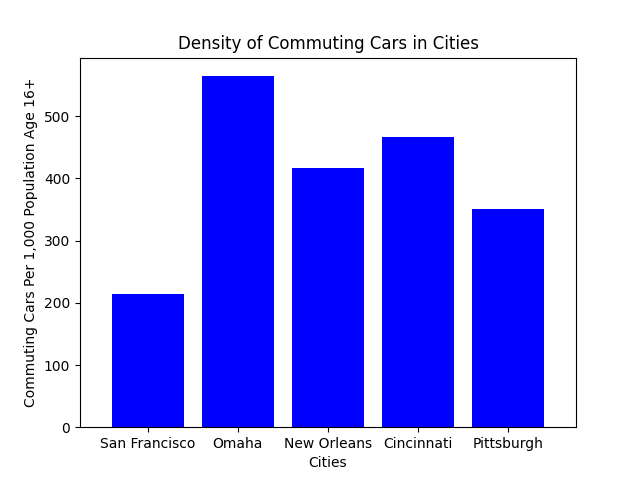 Density of Commuting Cars in Cities
Commuting Cars Per 1,000 Population Age 16+
500
400
300
200
100
0
San Francisco Omaha New Orleans Cincinnati Pittsburgh
Cities